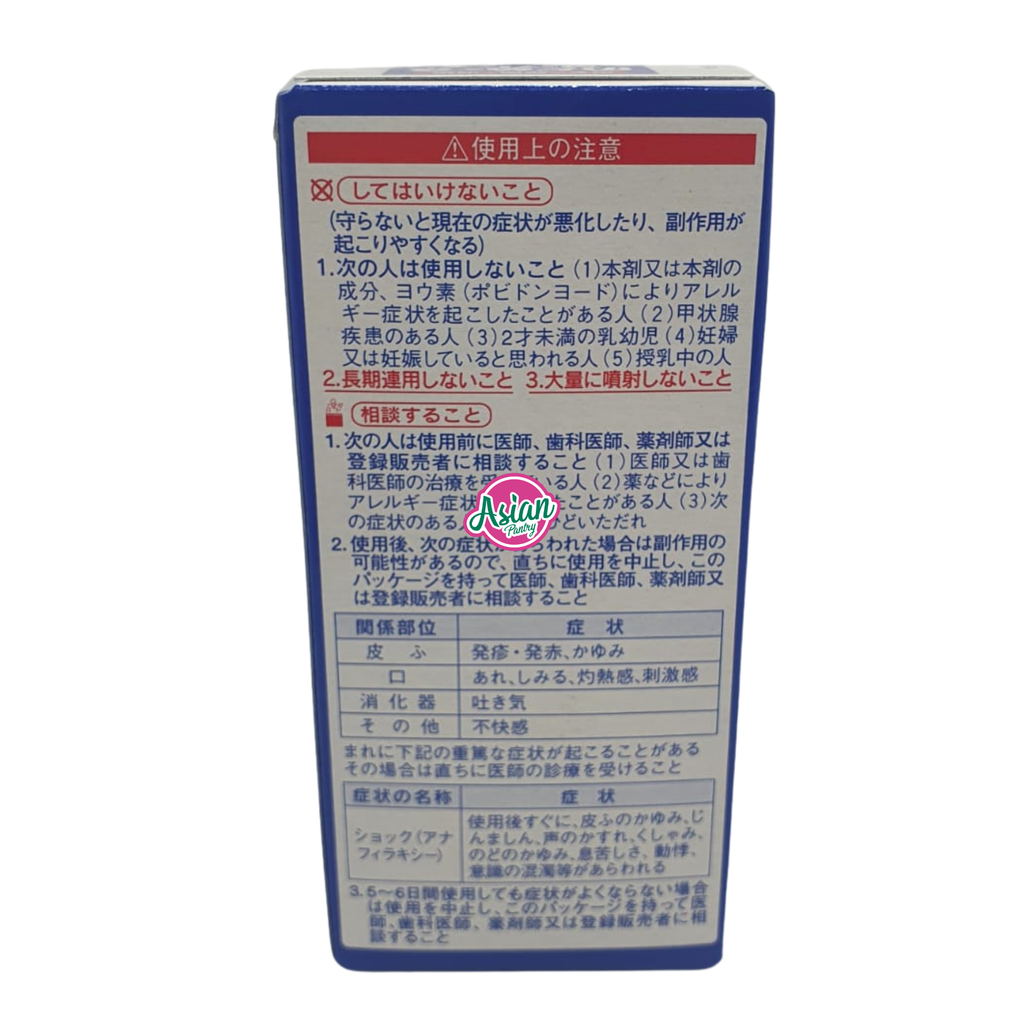 ⚠使用上の注意
してはいけないこと
(守らないと現在の症状が悪化したり、副作用が
起こりやすくなる)
1.次の人は使用しないこと(1)本剤又は本剤の
成分、ヨウ素(ポビドンヨード)によりアレル
ギー症状を起こしたことがある人(2)甲状腺
疾患のある人(3)2才未満の乳幼児(4)妊婦
又は妊娠していると思われる人(5)授乳中の人
2.長期連用しないこと 3.大量に噴射しないこと
相談すること
1.次の人は使用前に医師、歯科医師、薬剤師又は
登録販売者に相談すること(1)医師又は歯
科医師の治療を受いる人(2)薬などにより
アレルギー症状たことがある人(3)次
の症状のある人ひどいただれ
Asian
Pantry
2.使用後、次の症状があらわれた場合は副作用の
可能性があるので、直ちに使用を中止し、この
パッケージを持って医師、歯科医師、薬剤師又
は登録販売者に相談すること
関係部位 症状
皮ふ 発疹・発赤、かゆみ
口 あれ、しみる、灼熱感、刺激感
消化器 吐き気
その他 不快感
まれに下記の重篤な症状が起こることがある
その場合は直ちに医師の診療を受けること
症状の名称 症状
ショック(アナ
フィラキシー)
使用後すぐに、皮ふのかゆみ、じ
んましん、声のかすれ、くしゃみ、
のどのかゆみ、息苦しさ、動悸、
意識の混濁等があらわれる
3.5〜6日間使用しても症状がよくならない場合
は使用を中止し、このパッケージを持って医
師、歯科医師、薬剤師又は登録販売者に相
談すること